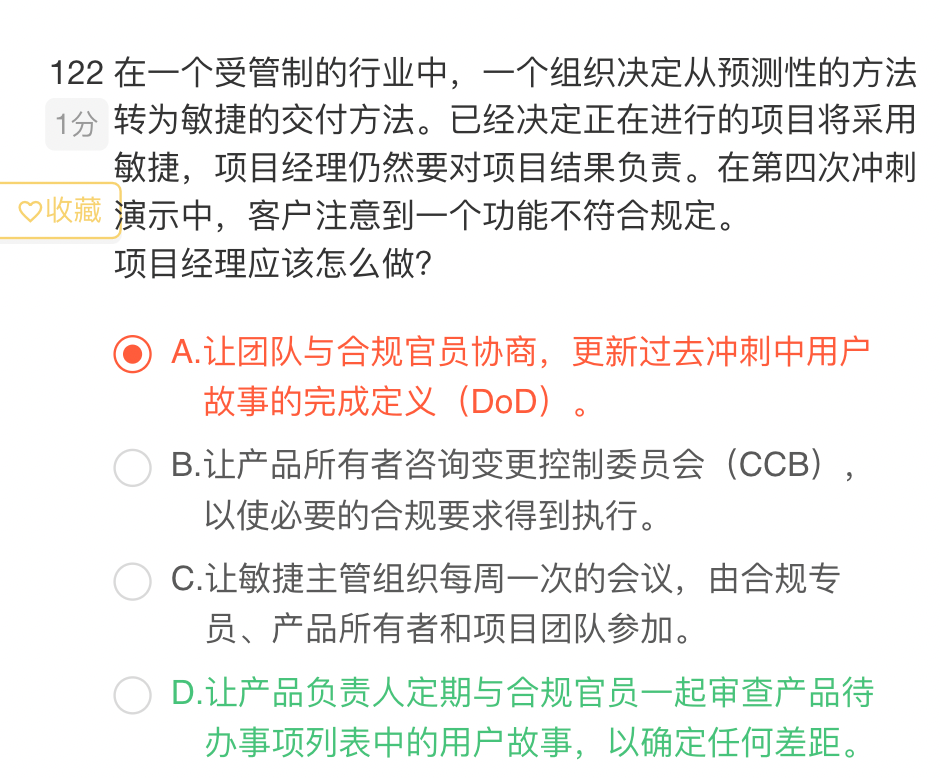 122 在一个受管制的行业中，一个组织决定从预测性的方法
1分 转为敏捷的交付方法。已经决定正在进行的项目将采用
敏捷，项目经理仍然要对项目结果负责。在第四次冲刺
♡收藏 演示中，客户注意到一个功能不符合规定。
项目经理应该怎么做？
A.让团队与合规官员协商，更新过去冲刺中用户
故事的完成定义（DoD）。
B.让产品所有者咨询变更控制委员会（CCB），
以使必要的合规要求得到执行。
C.让敏捷主管组织每周一次的会议，由合规专
员、产品所有者和项目团队参加。
D.让产品负责人定期与合规官员一起审查产品待
办事项列表中的用户故事，以确定任何差距。